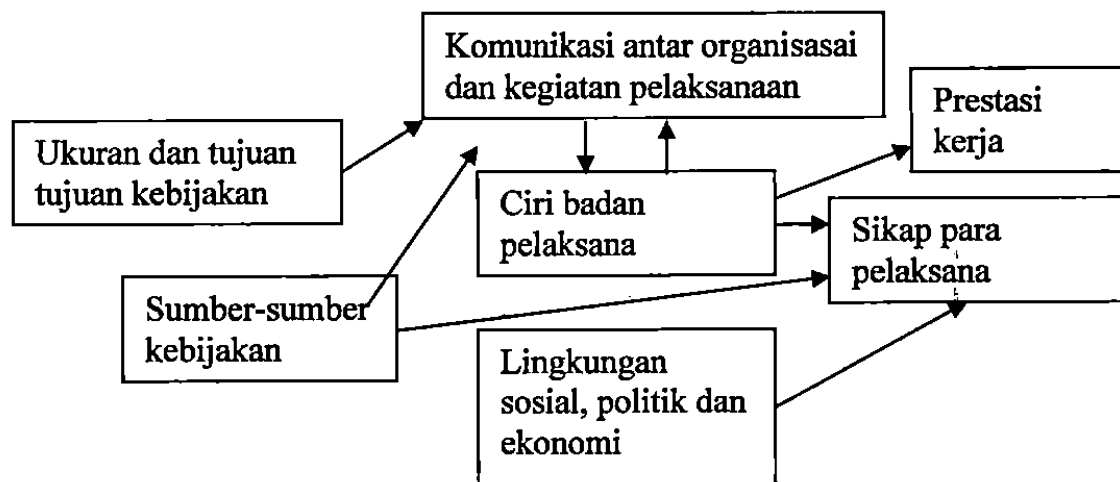 Komunikasi antar organisasai
dan kegiatan pelaksanaan
Prestasi
kerja
Ukuran dan tujuan
tujuan kebijakan
Ciri badan
pelaksana
Sikap para
pelaksana
Sumber-sumber
kebijakan
Lingkungan
sosial, politik dan
ekonomi